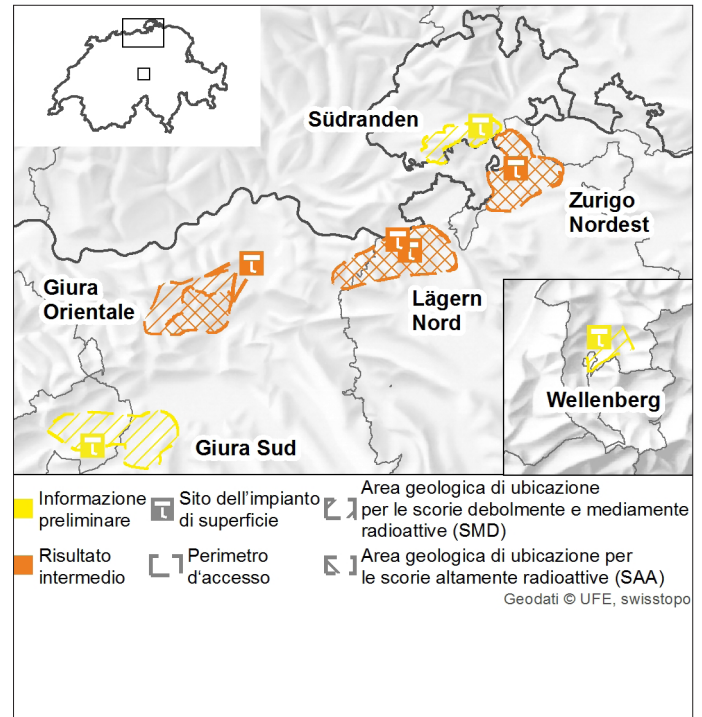 Südranden
Zurigo
Nordest
Giura
Orientale
Lägern
Nord
Wellenberg
Giura Sud
Informazione
preliminare
Sito dell'impianto
di superficie
Area geologica di ubicazione
per le scorie debolmente e mediamente
radioattive (SMD)
Risultato
intermedio
Perimetro
d'accesso
Area geologica di ubicazione per
le scorie altamente radioattive (SAA)
Geodati © UFE, swisstopo